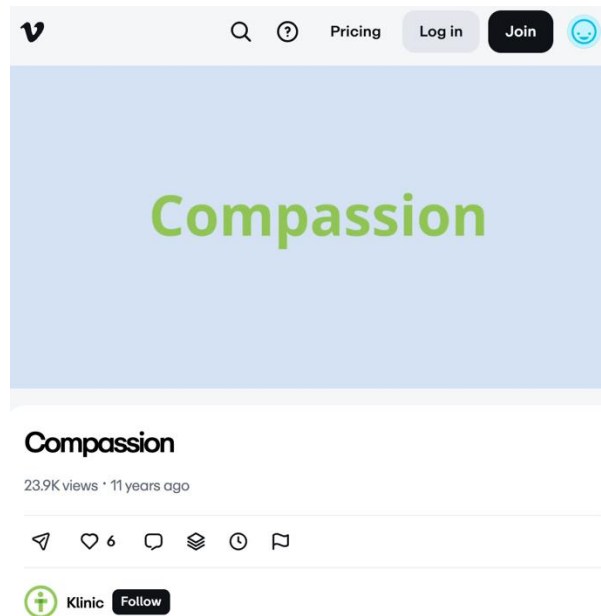 Pricing Log in Join
Compassion
Compassion
23.9K views · 11 years ago
6
Klinic Follow